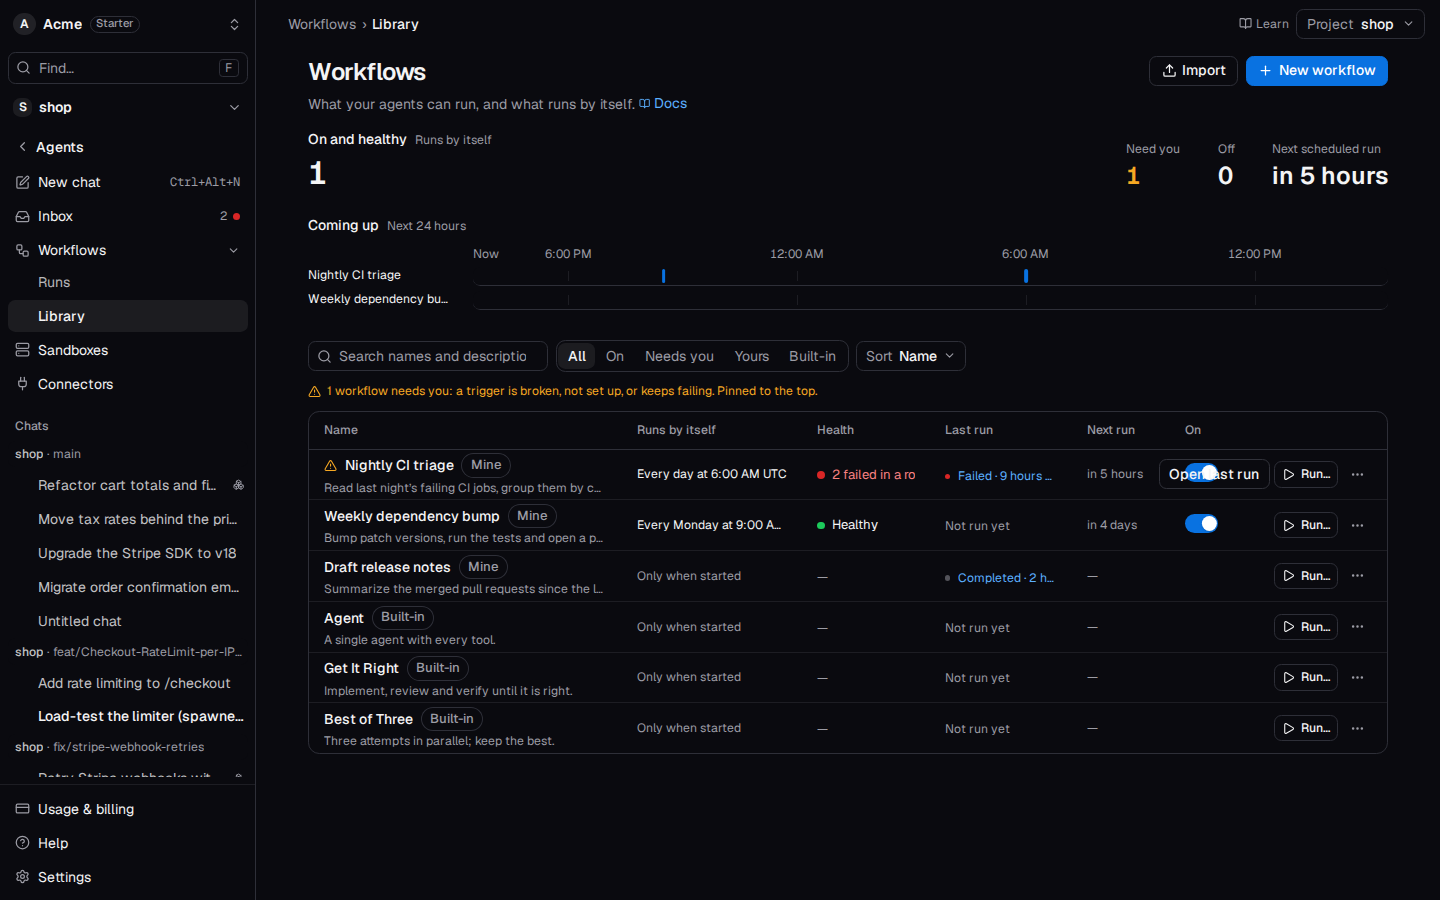 A Acme Starter
Find... F
S shop
Agents
New chat Ctrl+Alt+N
Inbox 2
Workflows
Runs
Library
Sandboxes
Connectors
Chats
shop · main
Refactor cart totals and fi...
Move tax rates behind the pri...
Upgrade the Stripe SDK to v18
Migrate order confirmation em...
Untitled chat
shop · feat/Checkout-RateLimit-per-IP...
Add rate limiting to /checkout
Load-test the limiter (spawne...
shop · fix/stripe-webhook-retries
Retry Stripe webhooks wit...
Usage & billing
Help
Settings
Workflows › Library
Learn
Project shop
Workflows
Import
New workflow
What your agents can run, and what runs by itself. Docs
On and healthy Runs by itself
1
Need you Off Next scheduled run
1 0 in 5 hours
Coming up Next 24 hours
Now 6:00 PM 12:00 AM 6:00 AM 12:00 PM
Nightly CI triage
Weekly dependency bu...
Search names and descriptio
All On Needs you Yours Built-in
Sort Name
1 workflow needs you: a trigger is broken, not set up, or keeps failing. Pinned to the top.
Name Runs by itself Health Last run Next run On
Nightly CI triage Mine
Read last night's failing CI jobs, group them by c...
Every day at 6:00 AM UTC 2 failed in a ro Failed · 9 hours ... in 5 hours Open last run Run...
Weekly dependency bump Mine
Bump patch versions, run the tests and open a p...
Every Monday at 9:00 A... Healthy Not run yet in 4 days Run...
Draft release notes Mine
Summarize the merged pull requests since the l...
Only when started — Completed · 2 h... — Run...
Agent Built-in
A single agent with every tool.
Only when started — Not run yet — Run...
Get It Right Built-in
Implement, review and verify until it is right.
Only when started — Not run yet — Run...
Best of Three Built-in
Three attempts in parallel; keep the best.
Only when started — Not run yet — Run...